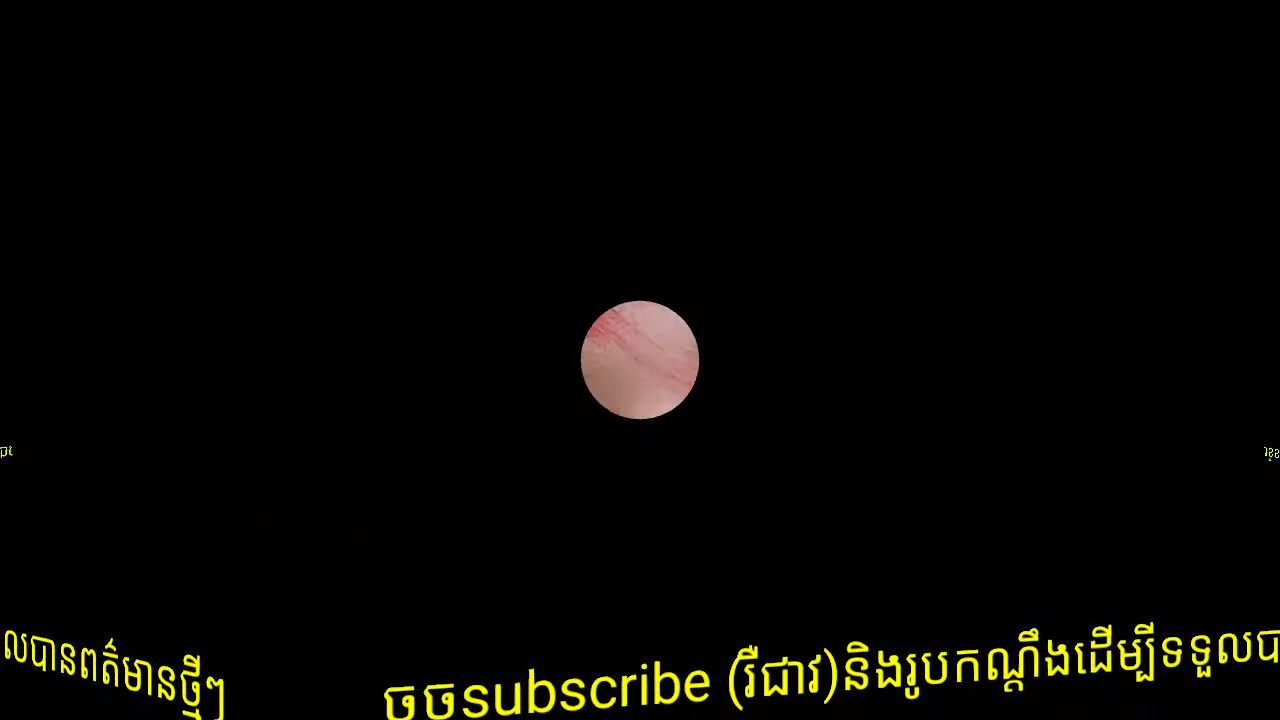 ចចsubscribe (រឺជាវ)និងរូបកណ្ដឹងដើម្បីទទួលបា
លបានពត៌មានថ្មីៗ